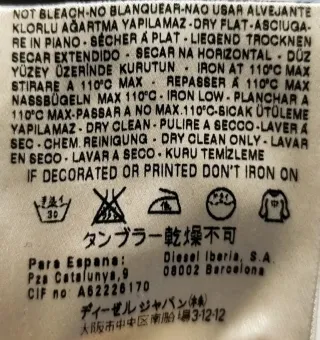 NOT BLEACH-NO BLANQUEAR-NAO USAR ALVEJANTE
KLORLU AĞARTMA YAPILAMAZ-DRY FLAT-ASCIUGA-
RE IN PIANO - SÈCHER Á PLAT - LIEGEND TROCKNEN
SECAR EXTENDIDO - SECAR NA HORIZONTAL - DÜZ
YÜZEY ÜZERİNDE KURUTUN - IRON AT 110°C MAX
STIRARE A 110°C MAX - REPASSER Á 110°C MAX
NASSBÜGELN MAX 110°C - IRON LOW - PLANCHAR A
110°C MAX-PASSAR A NO MAX.110°C-SICAK ÜTÜLEME
YAPILAMAZ - DRY CLEAN - PULIRE A SECCO - LAVER Á
SEC - CHEM. REINIGUNG - DRY CLEAN ONLY - LAVAR
EN SECO - LAVAR A SECO - KURU TEMİZLEME
IF DECORATED OR PRINTED DON'T IRON ON
30
タンブラー乾燥不可
Para Espana: Diesel Iberia, S.A.
Pza Catalunya,9 08002 Barcelona
CIF no A62226170
ディーゼルジャパン(株)
大阪市中央区南船場3-12-12